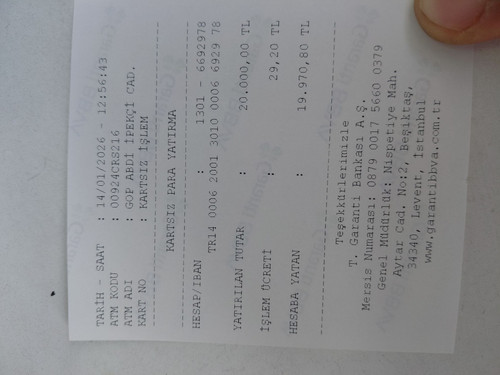 TARİH - SAAT : 14/01/2026 - 12:56:43
ATM KODU : 00924CRS216
ATM ADI : GOP ABDİ İPEKÇİ CAD.
KART NO : KARTSIZ İŞLEM
KARTSIZ PARA YATIRMA
HESAP/IBAN : 1301 - 6692978
TR14 0006 2001 3010 0006 6929 78
YATIRILAN TUTAR : 20.000,00 TL
İŞLEM ÜCRETİ : 29,20 TL
HESABA YATAN : 19.970,80 TL
Teşekkürlerimizle
T. Garanti Bankası A.Ş.
Mersis Numarası: 0879 0017 5660 0379
Genel Müdürlük: Nispetiye Mah.
Aytar Cad. No:2, Beşiktaş,
34340, Levent, İstanbul
www.garantibbva.com.tr